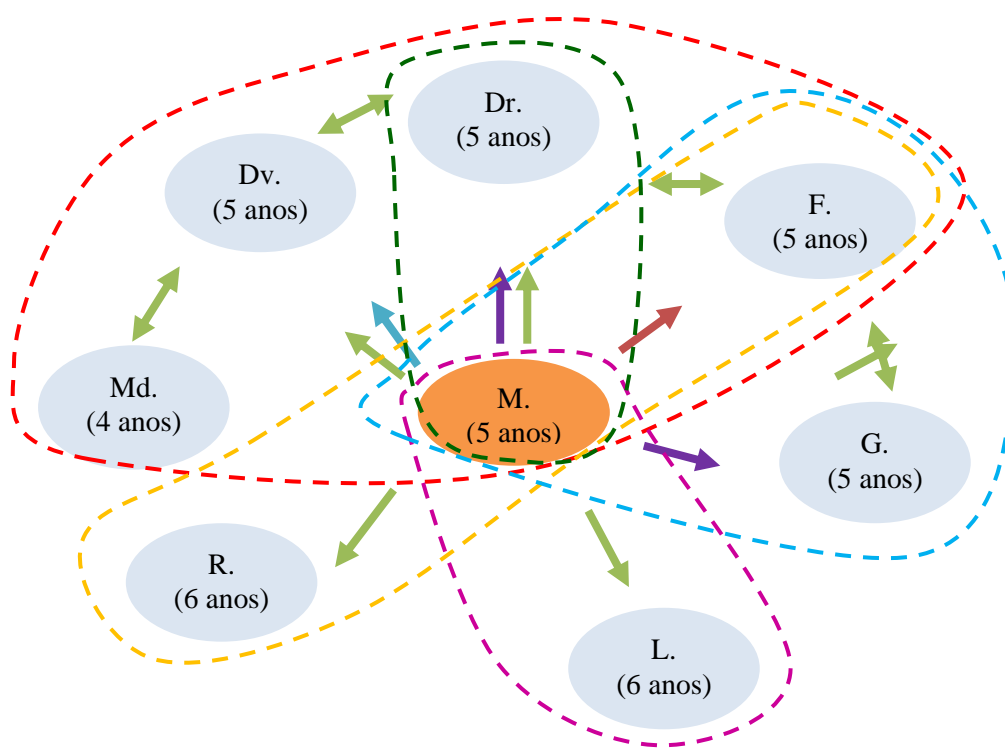 Dr.
(5 anos)
Dv.
(5 anos)
F.
(5 anos)
Md.
(4 anos)
M.
(5 anos)
G.
(5 anos)
R.
(6 anos)
L.
(6 anos)